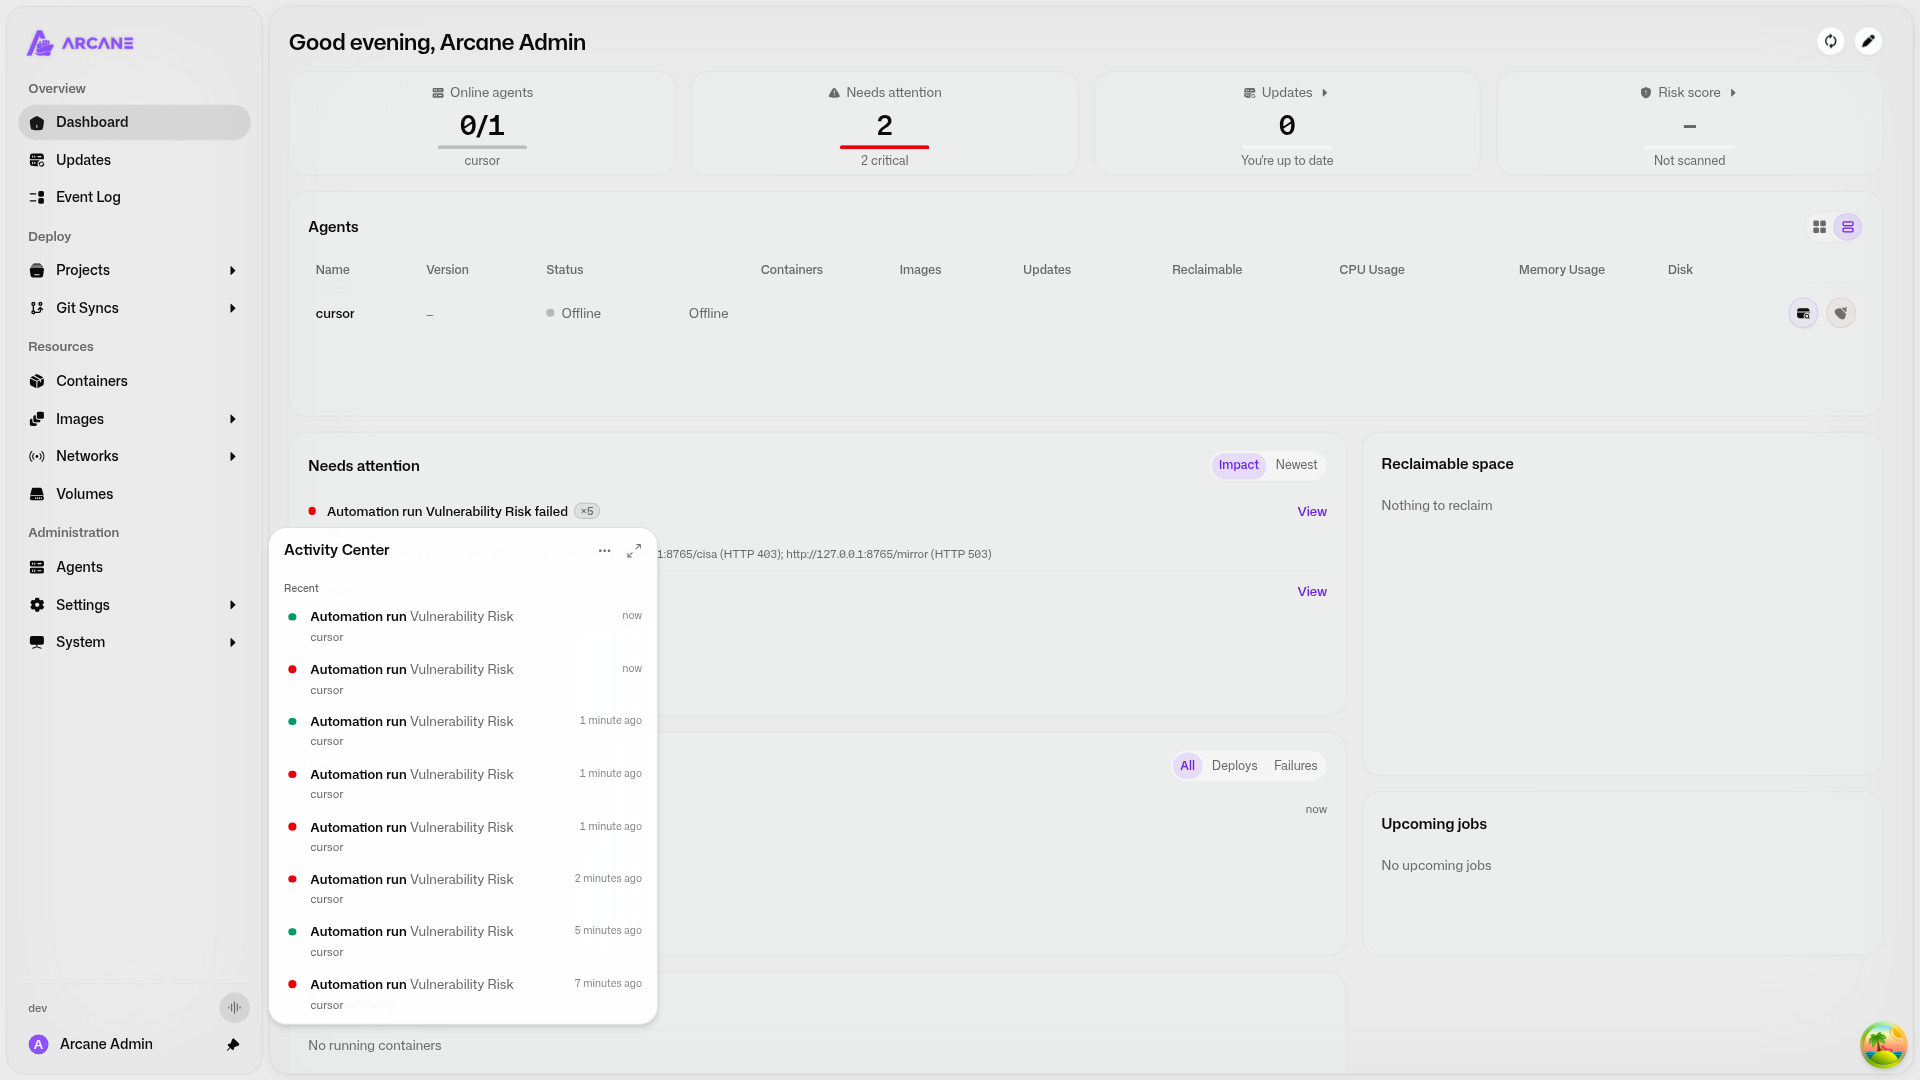 ARCANE
Overview
Dashboard
Updates
Event Log
Deploy
Projects
Git Syncs
Resources
Containers
Images
Networks
Volumes
Administration
Agents
Settings
System
dev
A Arcane Admin
Good evening, Arcane Admin
Online agents
0/1
cursor
Needs attention
2
2 critical
Updates
0
You're up to date
Risk score
–
Not scanned
Agents
Name Version Status Containers Images Updates Reclaimable CPU Usage Memory Usage Disk
cursor – Offline Offline
Needs attention
Impact Newest
Automation run Vulnerability Risk failed ×5 View
1:8765/cisa (HTTP 403); http://127.0.0.1:8765/mirror (HTTP 503)
View
All Deploys Failures
now
No running containers
Reclaimable space
Nothing to reclaim
Upcoming jobs
No upcoming jobs
Activity Center
Recent
Automation run Vulnerability Risk now
cursor
Automation run Vulnerability Risk now
cursor
Automation run Vulnerability Risk 1 minute ago
cursor
Automation run Vulnerability Risk 1 minute ago
cursor
Automation run Vulnerability Risk 1 minute ago
cursor
Automation run Vulnerability Risk 2 minutes ago
cursor
Automation run Vulnerability Risk 5 minutes ago
cursor
Automation run Vulnerability Risk 7 minutes ago
cursor